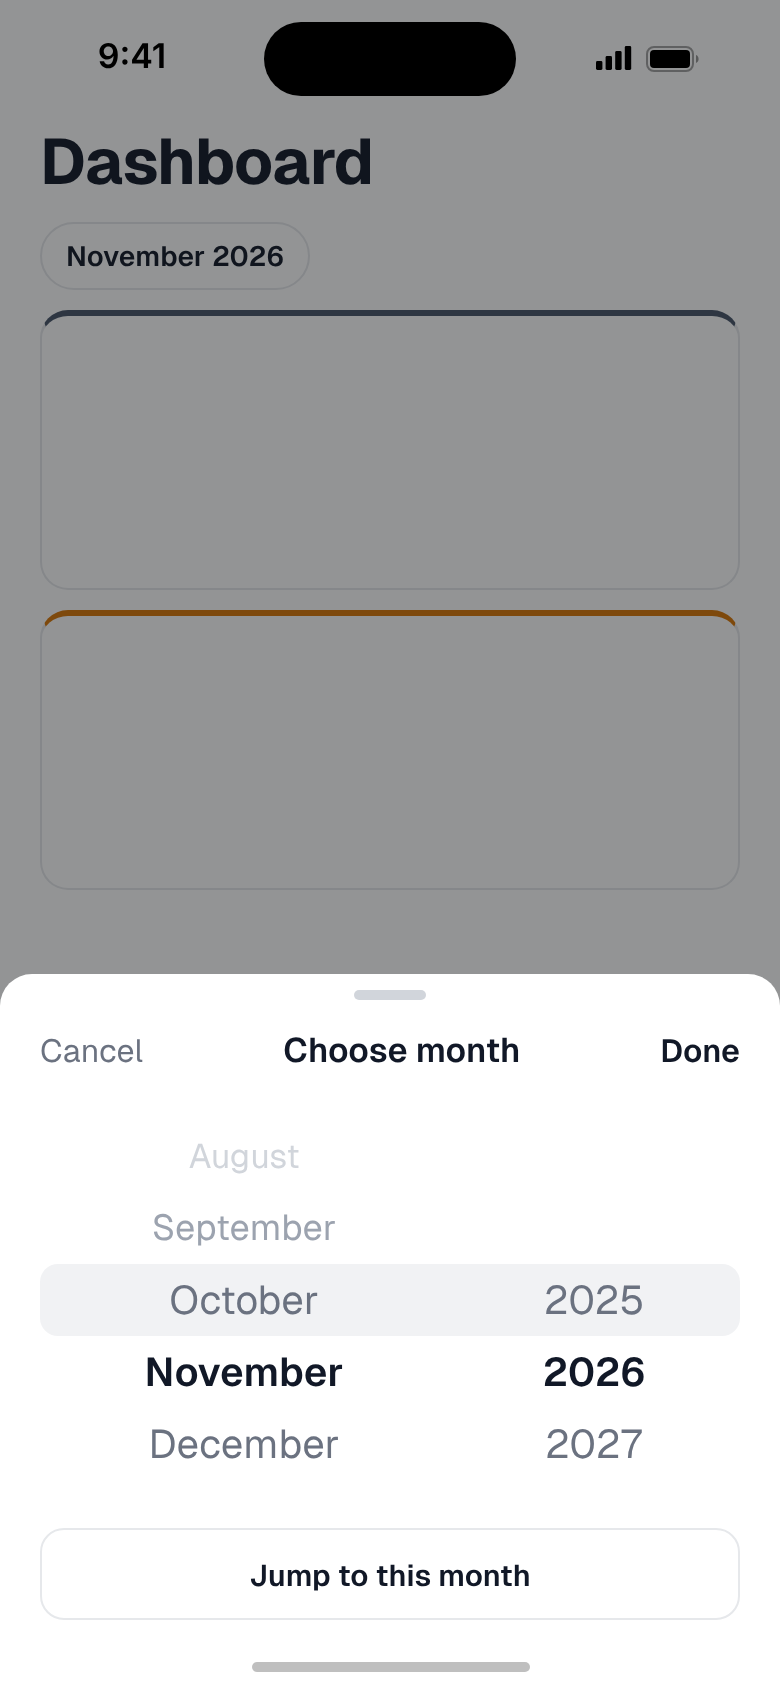 9:41
Dashboard
November 2026
Cancel Choose month Done
August
September
October 2025
November 2026
December 2027
Jump to this month